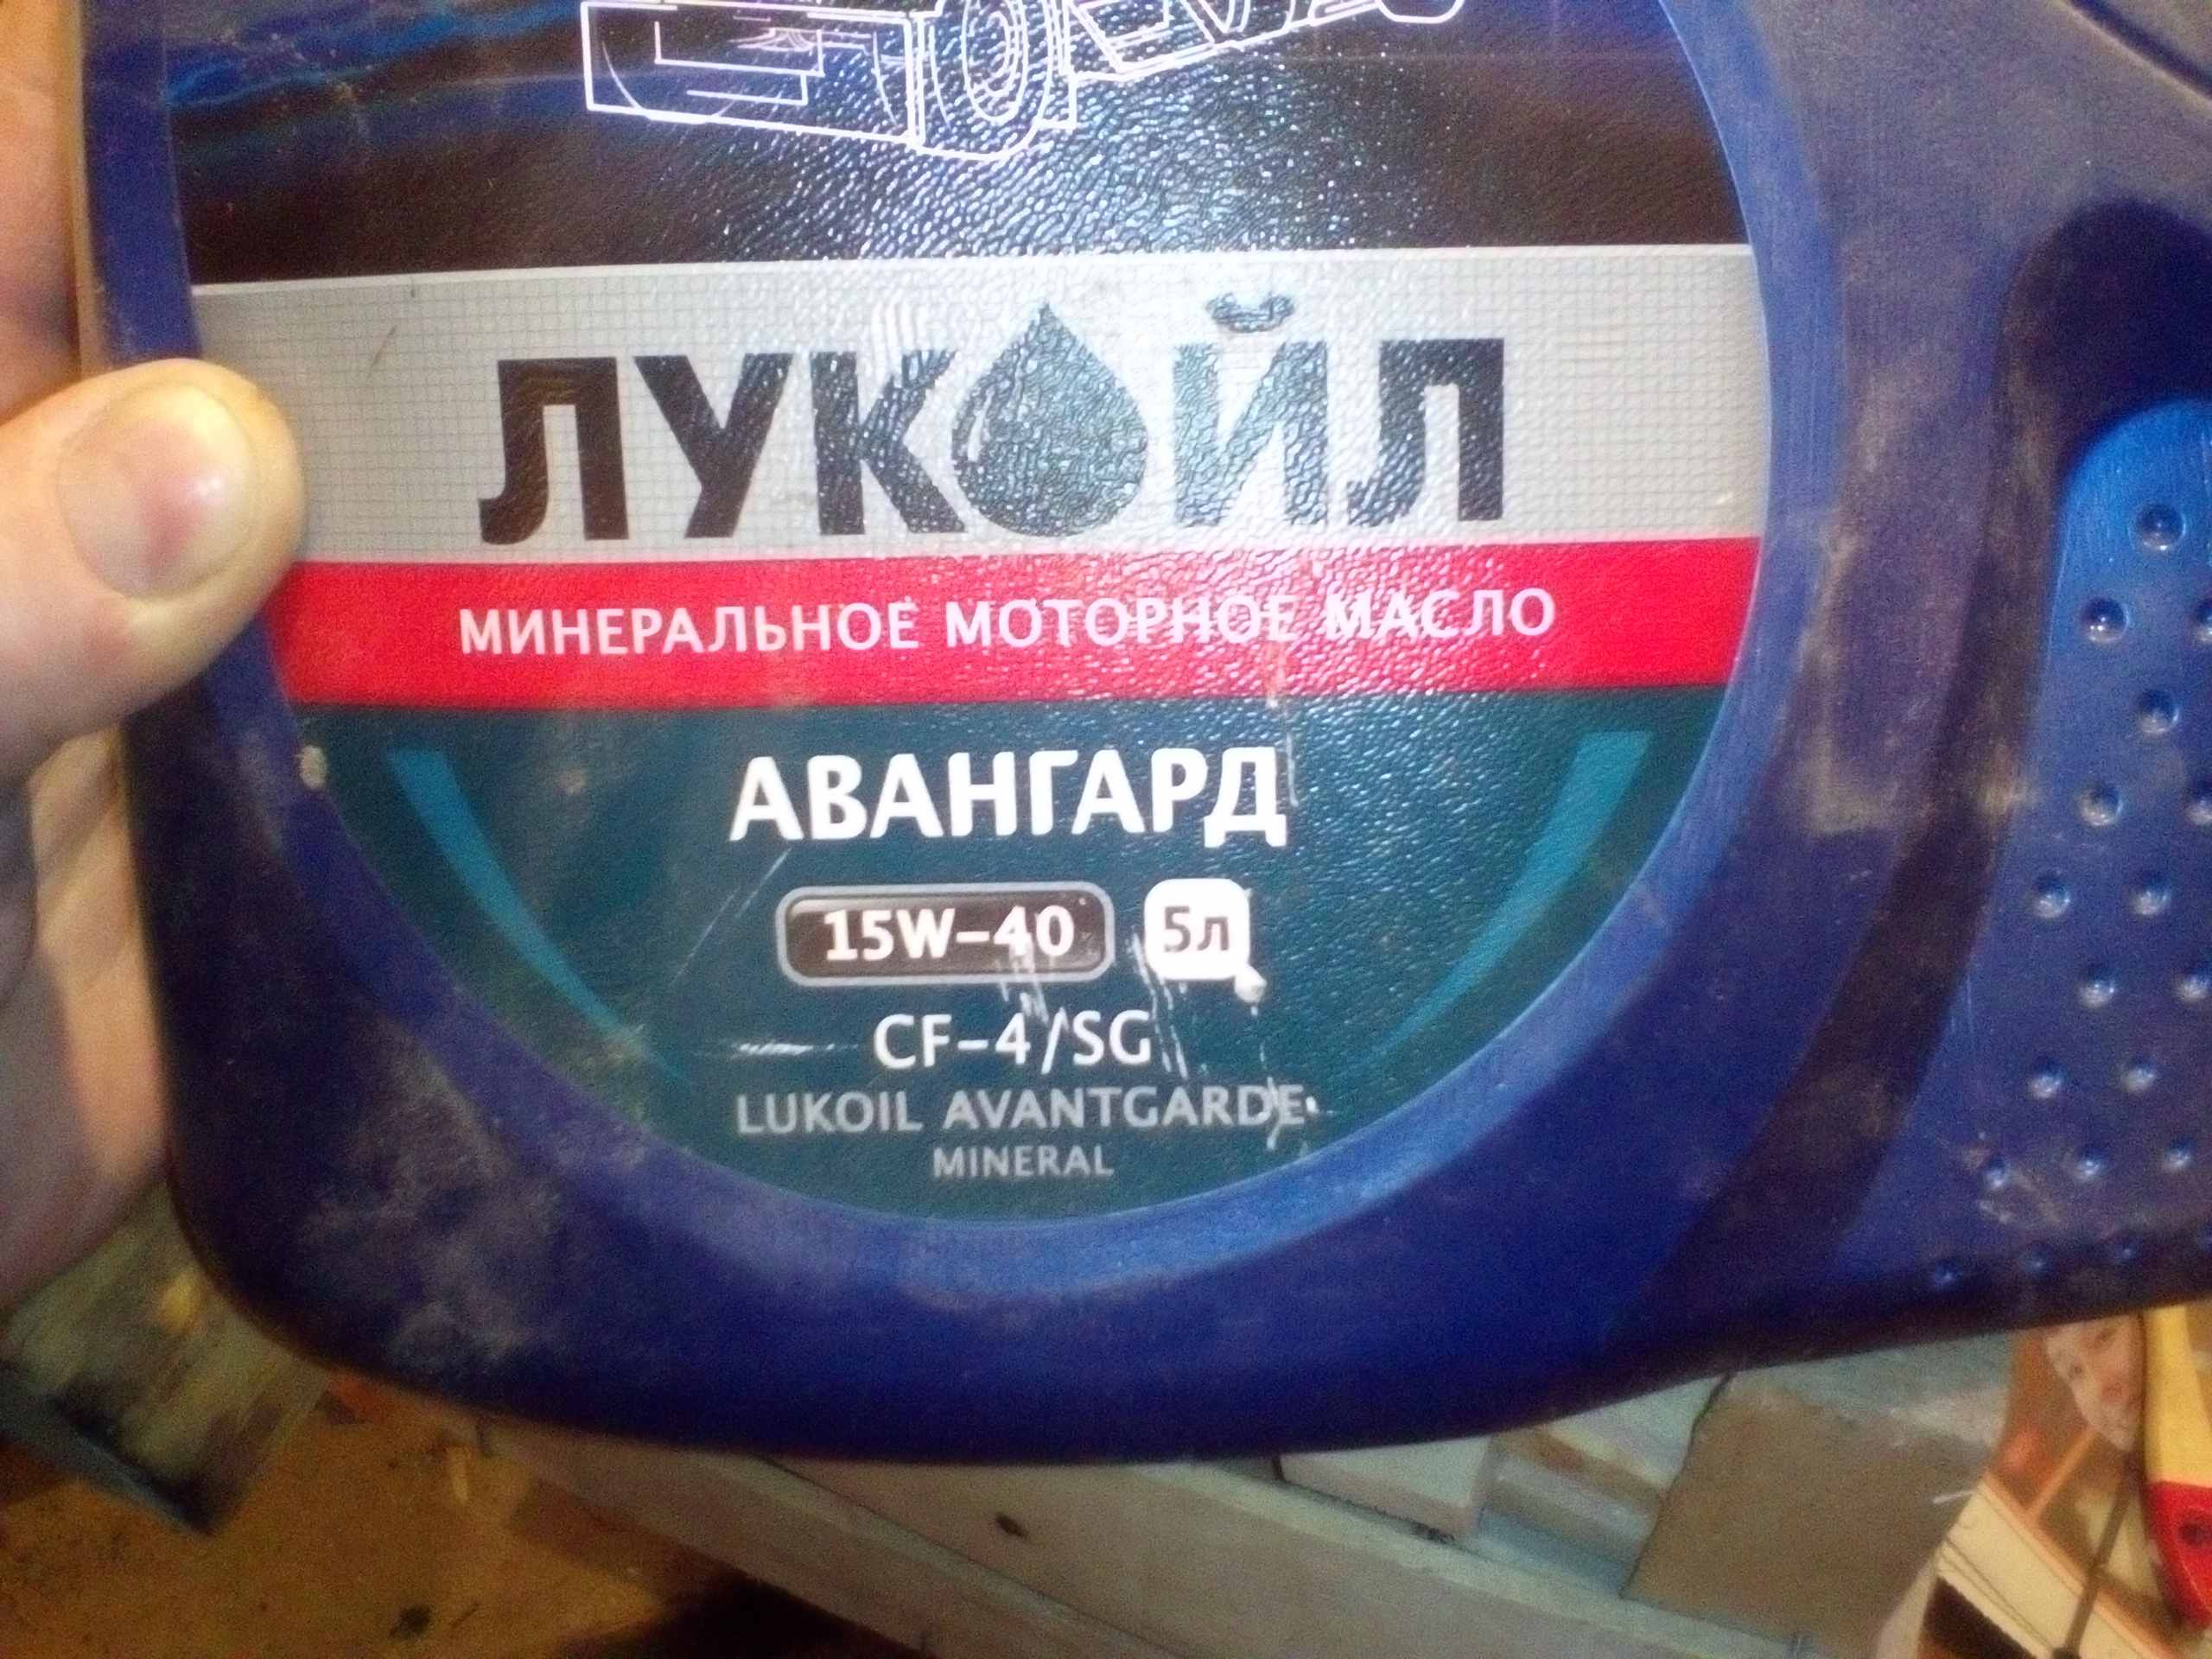 ЛУКОЙЛ
МИНЕРАЛЬНОЕ МОТОРНОЕ МАСЛО
АВАНГАРД
15W-40 5л
CF-4/SG
LUKOIL AVANTGARDE
MINERAL